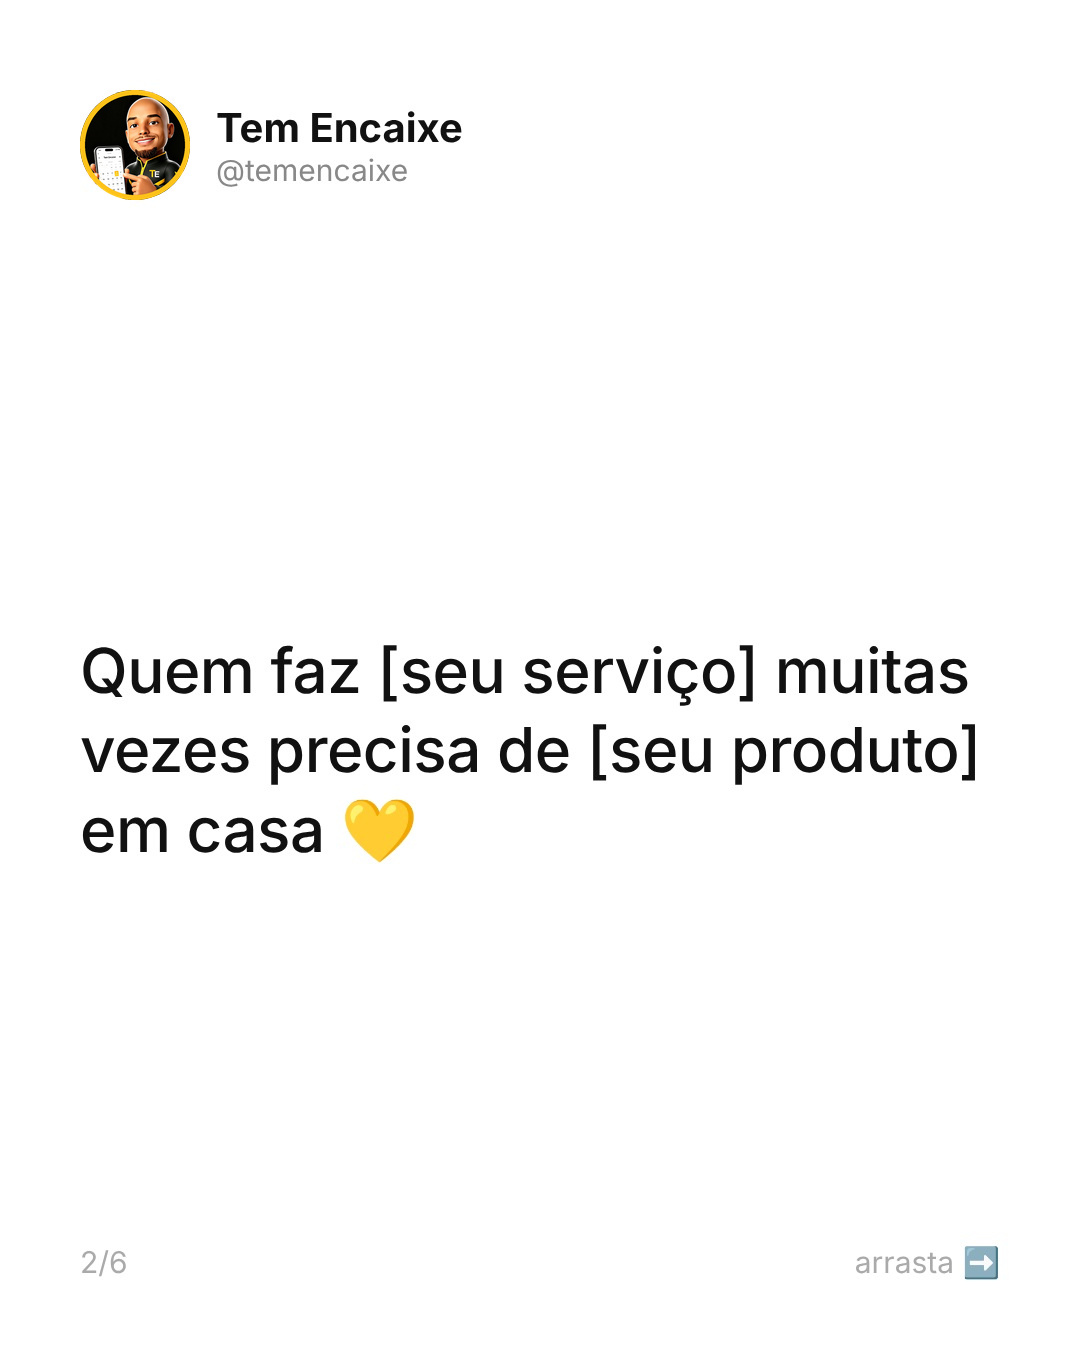 Tem Encaixe
@temencaixe
Quem faz [seu serviço] muitas
vezes precisa de [seu produto]
em casa 💛
2/6
arrasta ➡️